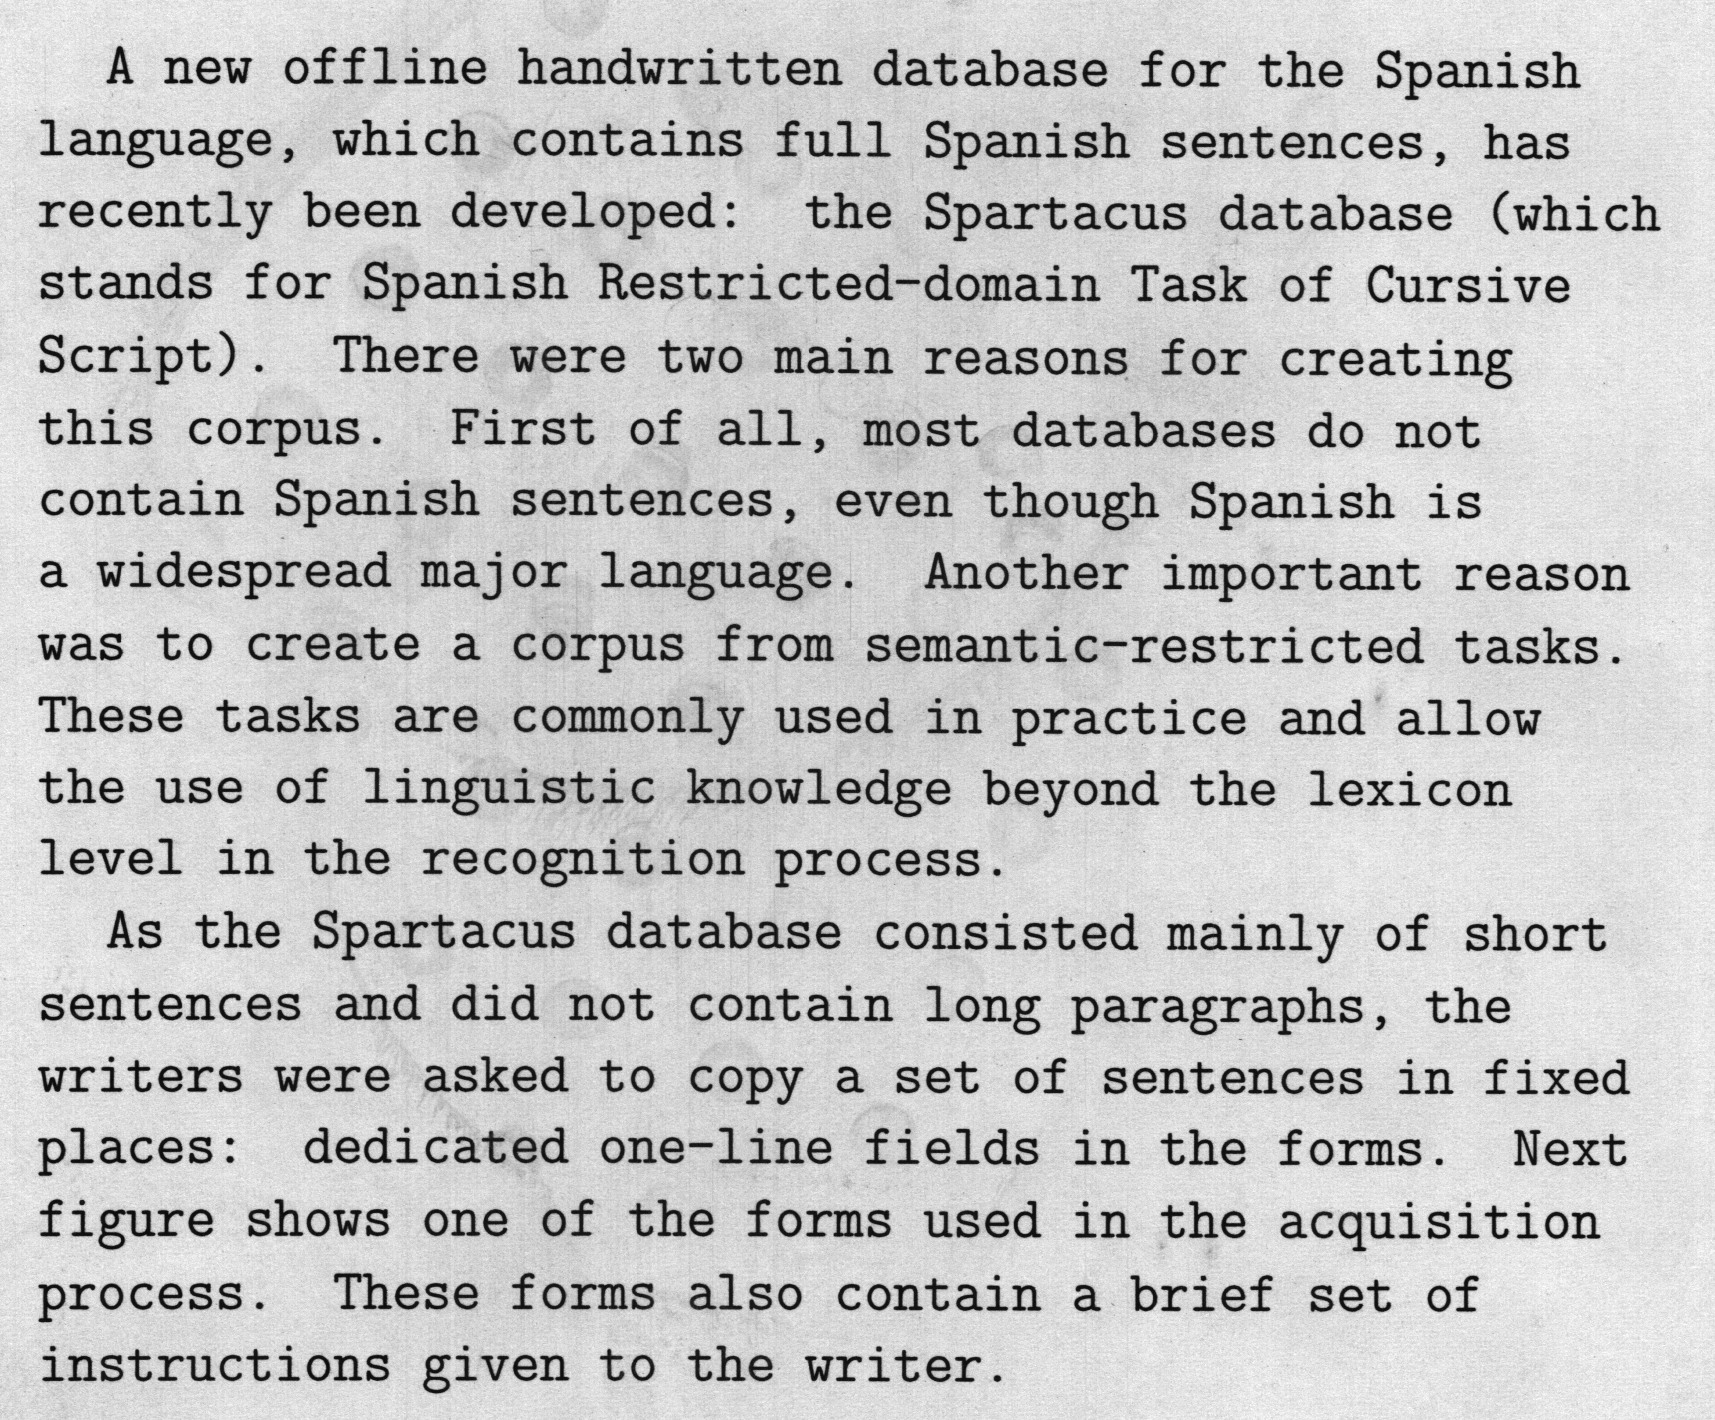 A new offline handwritten database for the Spanish
language, which contains full Spanish sentences, has
recently been developed: the Spartacus database (which
stands for Spanish Restricted-domain Task of Cursive
Script). There were two main reasons for creating
this corpus. First of all, most databases do not
contain Spanish sentences, even though Spanish is
a widespread major language. Another important reason
was to create a corpus from semantic-restricted tasks.
These tasks are commonly used in practice and allow
the use of linguistic knowledge beyond the lexicon
level in the recognition process.
As the Spartacus database consisted mainly of short
sentences and did not contain long paragraphs, the
writers were asked to copy a set of sentences in fixed
places: dedicated one-line fields in the forms. Next
figure shows one of the forms used in the acquisition
process. These forms also contain a brief set of
instructions given to the writer.